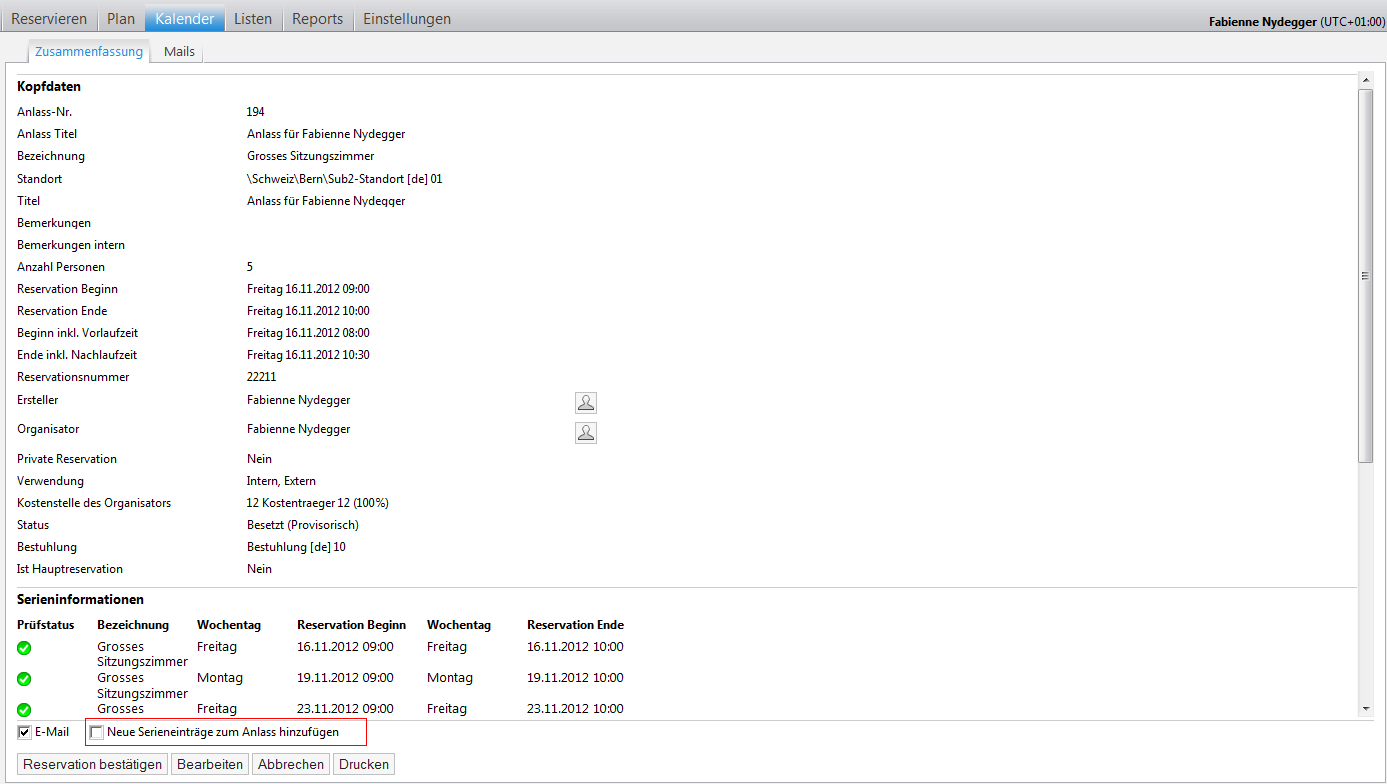 Reservieren Plan Kalender Listen Reports Einstellungen Fabienne Nydegger (UTC+01:00)
Zusammenfassung Mails
Kopfdaten
Anlass-Nr. 194
Anlass Titel Anlass für Fabienne Nydegger
Bezeichnung Grosses Sitzungszimmer
Standort \Schweiz\Bern\Sub2-Standort [de] 01
Titel Anlass für Fabienne Nydegger
Bemerkungen
Bemerkungen intern
Anzahl Personen 5
Reservation Beginn Freitag 16.11.2012 09:00
Reservation Ende Freitag 16.11.2012 10:00
Beginn inkl. Vorlaufzeit Freitag 16.11.2012 08:00
Ende inkl. Nachlaufzeit Freitag 16.11.2012 10:30
Reservationsnummer 22211
Ersteller Fabienne Nydegger
Organisator Fabienne Nydegger
Private Reservation Nein
Verwendung Intern, Extern
Kostenstelle des Organisators 12 Kostentraeger 12 (100%)
Status Besetzt (Provisorisch)
Bestuhlung Bestuhlung [de] 10
Ist Hauptreservation Nein
Serieninformationen
Prüfstatus Bezeichnung Wochentag Reservation Beginn Wochentag Reservation Ende
Grosses Freitag 16.11.2012 09:00 Freitag 16.11.2012 10:00
Sitzungszimmer
Grosses Montag 19.11.2012 09:00 Montag 19.11.2012 10:00
Sitzungszimmer
Grosses Freitag 23.11.2012 09:00 Freitag 23.11.2012 10:00
E-Mail Neue Serieneinträge zum Anlass hinzufügen
Reservation bestätigen Bearbeiten Abbrechen Drucken